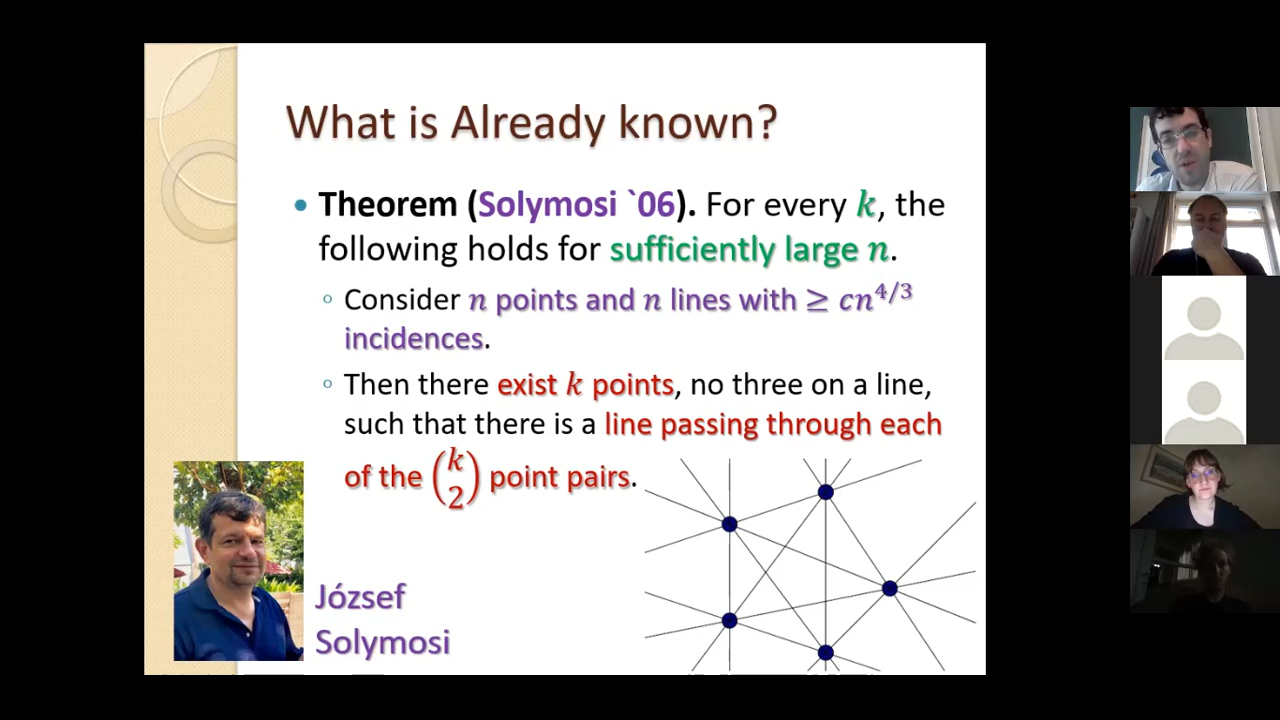 What is Already known?
Theorem (Solymosi `06). For every k, the
following holds for sufficiently large n.
Consider n points and n lines with ≥ cn^{4/3}
incidences.
Then there exist k points, no three on a line,
such that there is a line passing through each
of the (k 2) point pairs.
József
Solymosi